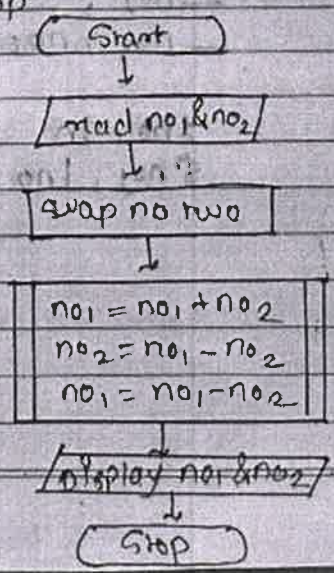 Start
read no1 & no2
swap no two
no1 = no1 + no2
no2 = no1 - no2
no1 = no1 - no2
Display no1 & no2
Stop